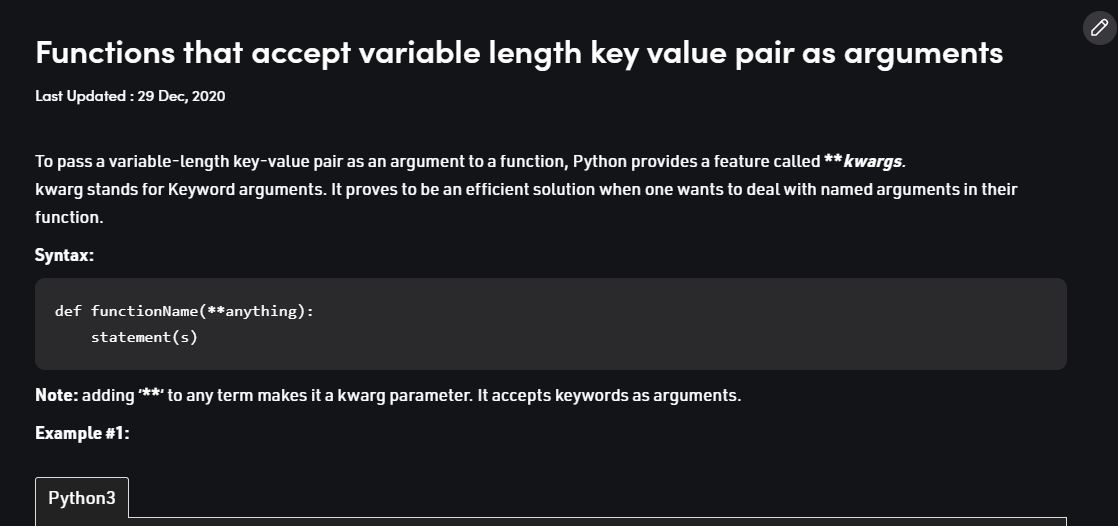 Functions that accept variable length key value pair as arguments
Last Updated : 29 Dec, 2020
To pass a variable-length key-value pair as an argument to a function, Python provides a feature called **kwargs.
kwarg stands for Keyword arguments. It proves to be an efficient solution when one wants to deal with named arguments in their
function.
Syntax:
def functionName(**anything):
    statement(s)
Note: adding '**' to any term makes it a kwarg parameter. It accepts keywords as arguments.
Example #1:
Python3